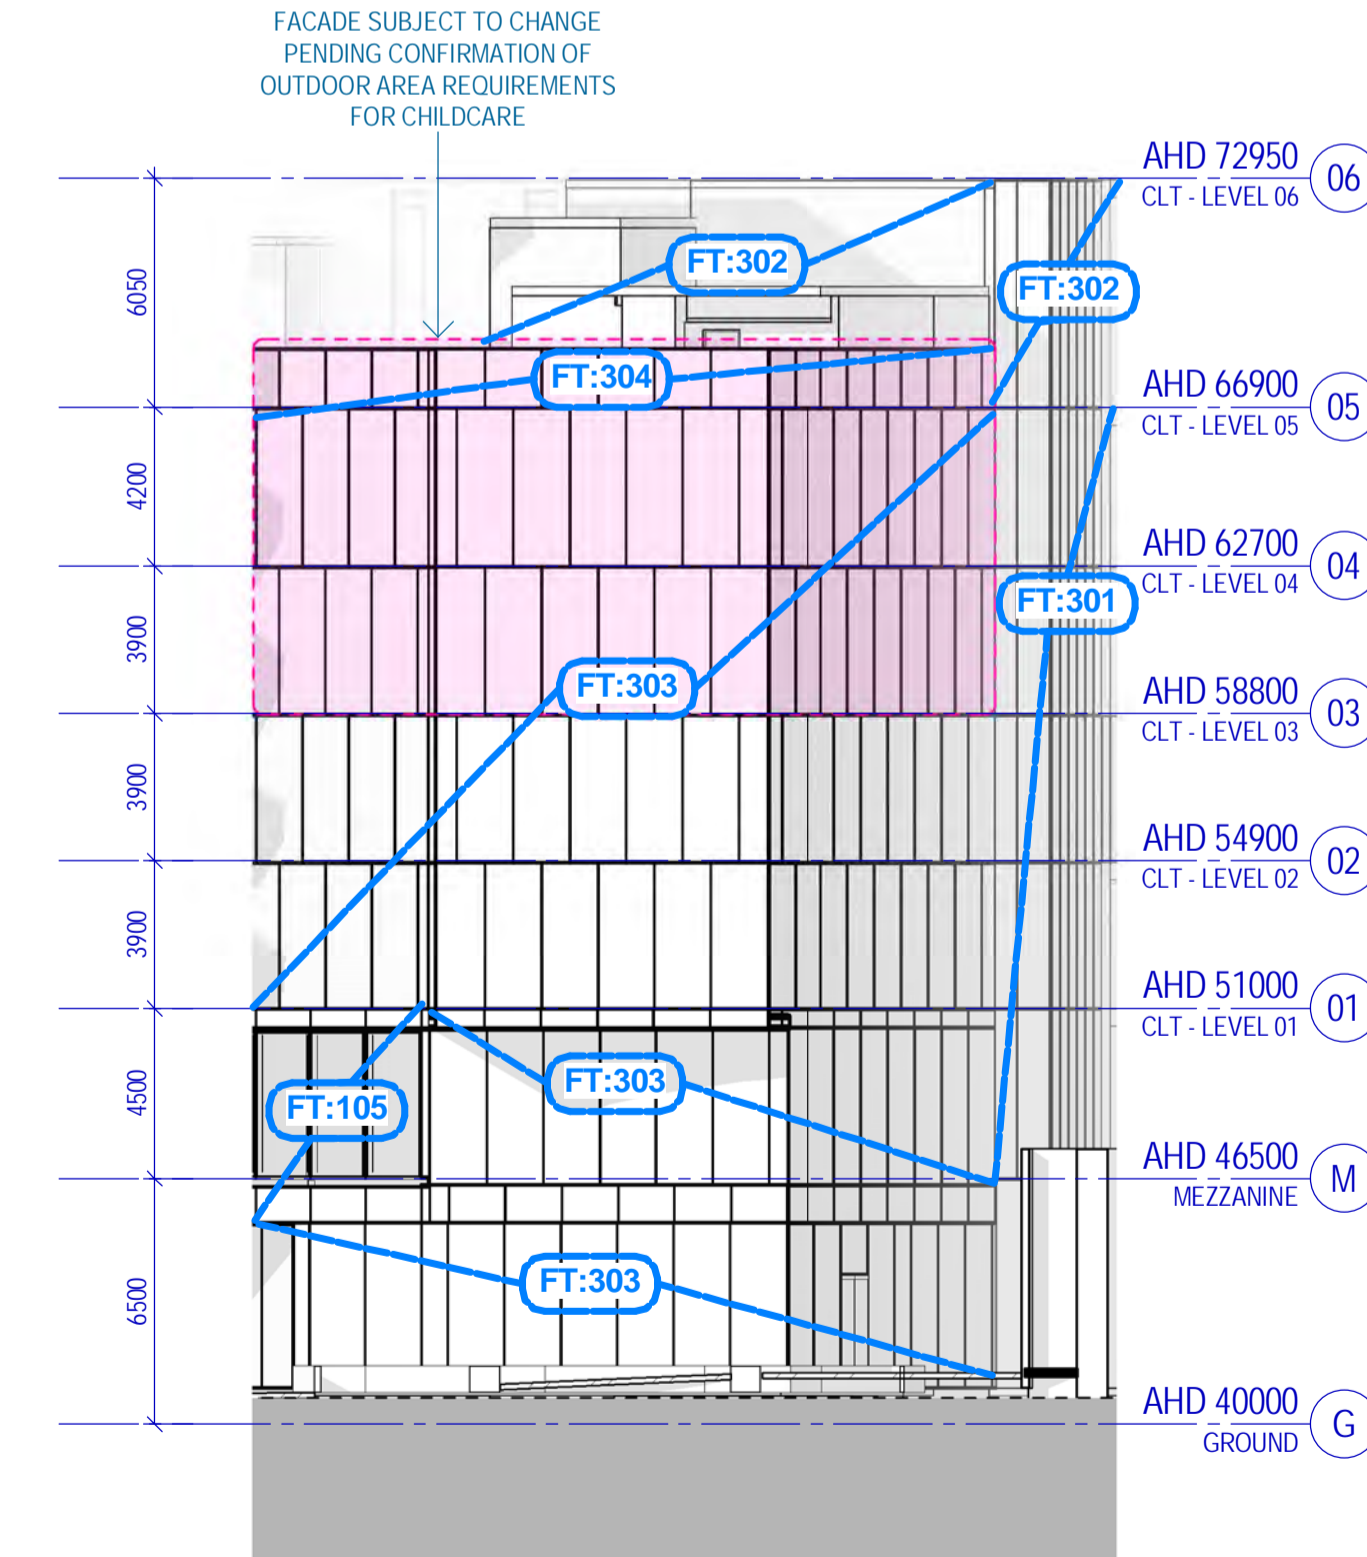 FACADE SUBJECT TO CHANGE
PENDING CONFIRMATION OF
OUTDOOR AREA REQUIREMENTS
FOR CHILDCARE
AHD 72950
CLT - LEVEL 06
06
6050
FT:302
FT:302
FT:304
AHD 66900
CLT - LEVEL 05
05
4200
AHD 62700
CLT - LEVEL 04
04
FT:301
3900
FT:303
AHD 58800
CLT - LEVEL 03
03
3900
AHD 54900
CLT - LEVEL 02
02
3900
AHD 51000
CLT - LEVEL 01
01
4500
FT:303
FT:105
AHD 46500
MEZZANINE
M
6500
FT:303
AHD 40000
GROUND
G